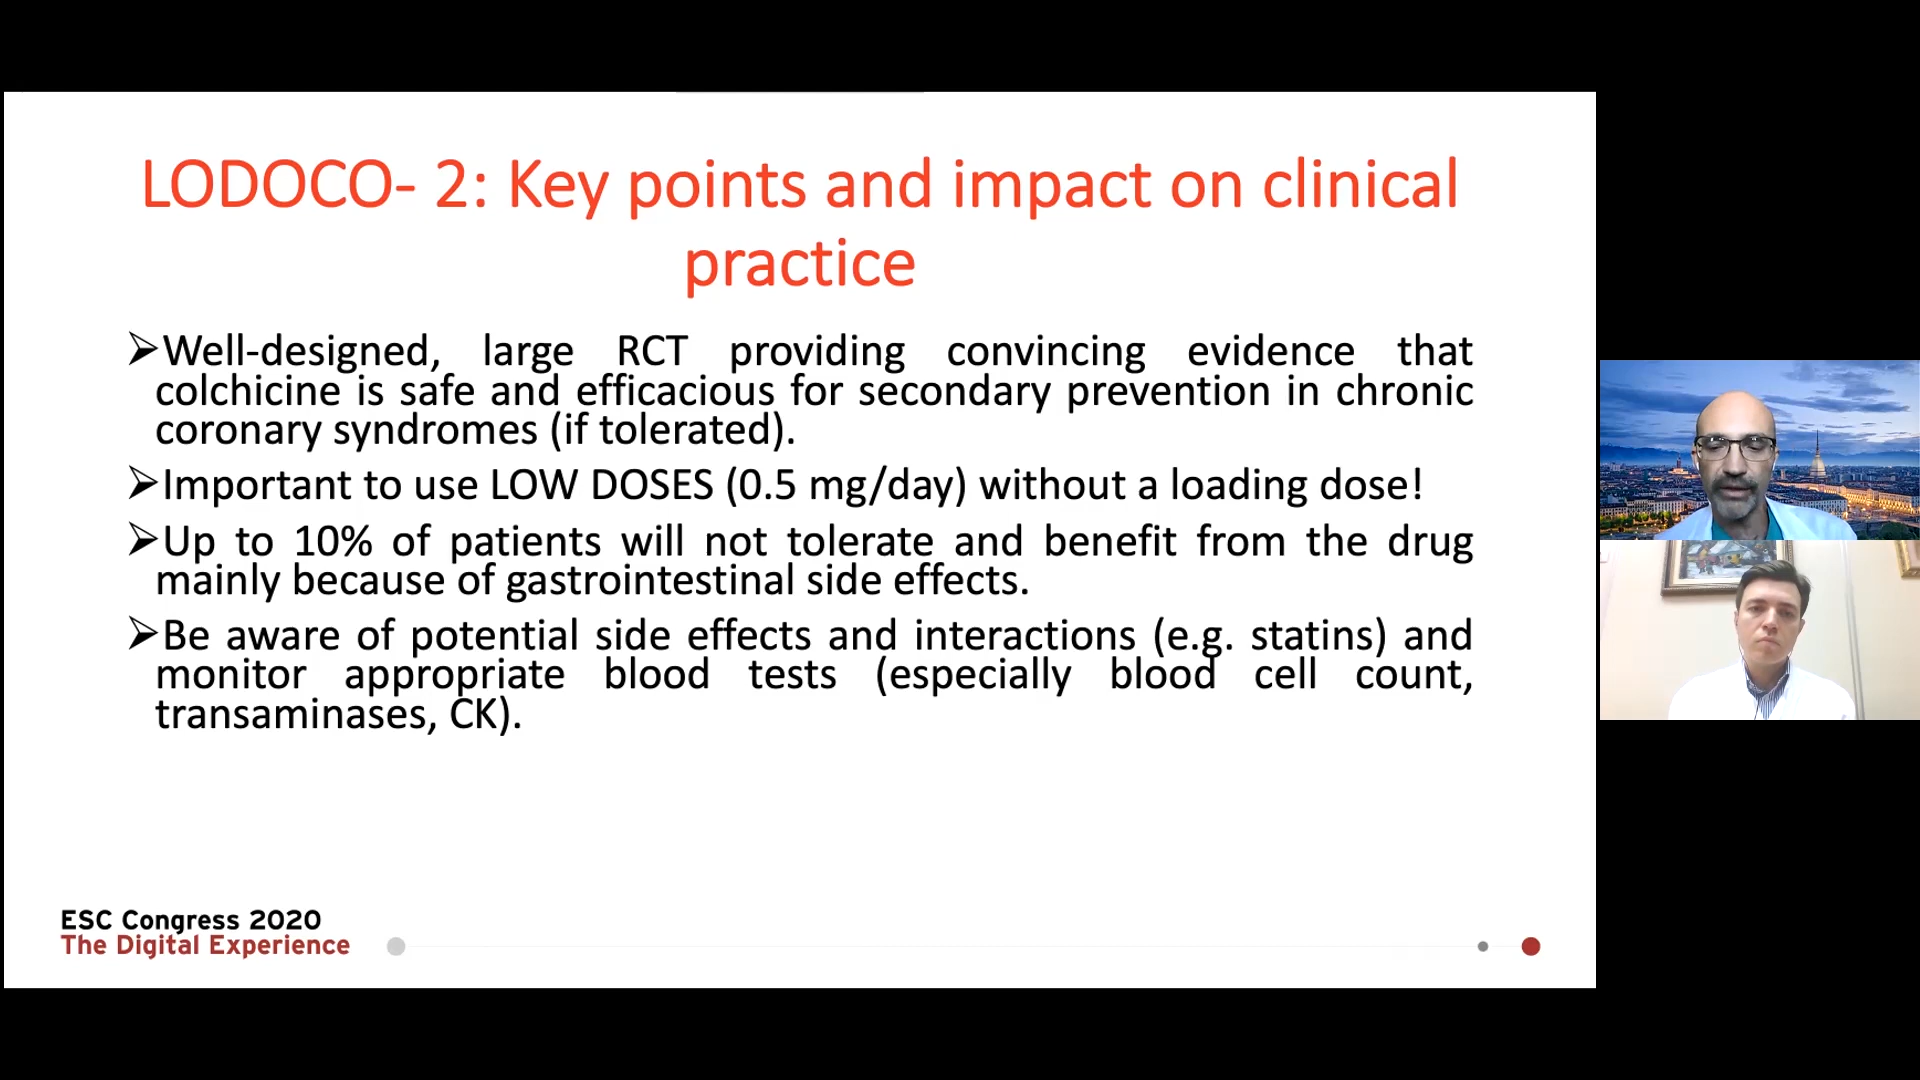 LODOCO- 2: Key points and impact on clinical
practice
➢Well-designed, large RCT providing convincing evidence that
colchicine is safe and efficacious for secondary prevention in chronic
coronary syndromes (if tolerated).
➢Important to use LOW DOSES (0.5 mg/day) without a loading dose!
➢Up to 10% of patients will not tolerate and benefit from the drug
mainly because of gastrointestinal side effects.
➢Be aware of potential side effects and interactions (e.g. statins) and
monitor appropriate blood tests (especially blood cell count,
transaminases, CK).
ESC Congress 2020
The Digital Experience